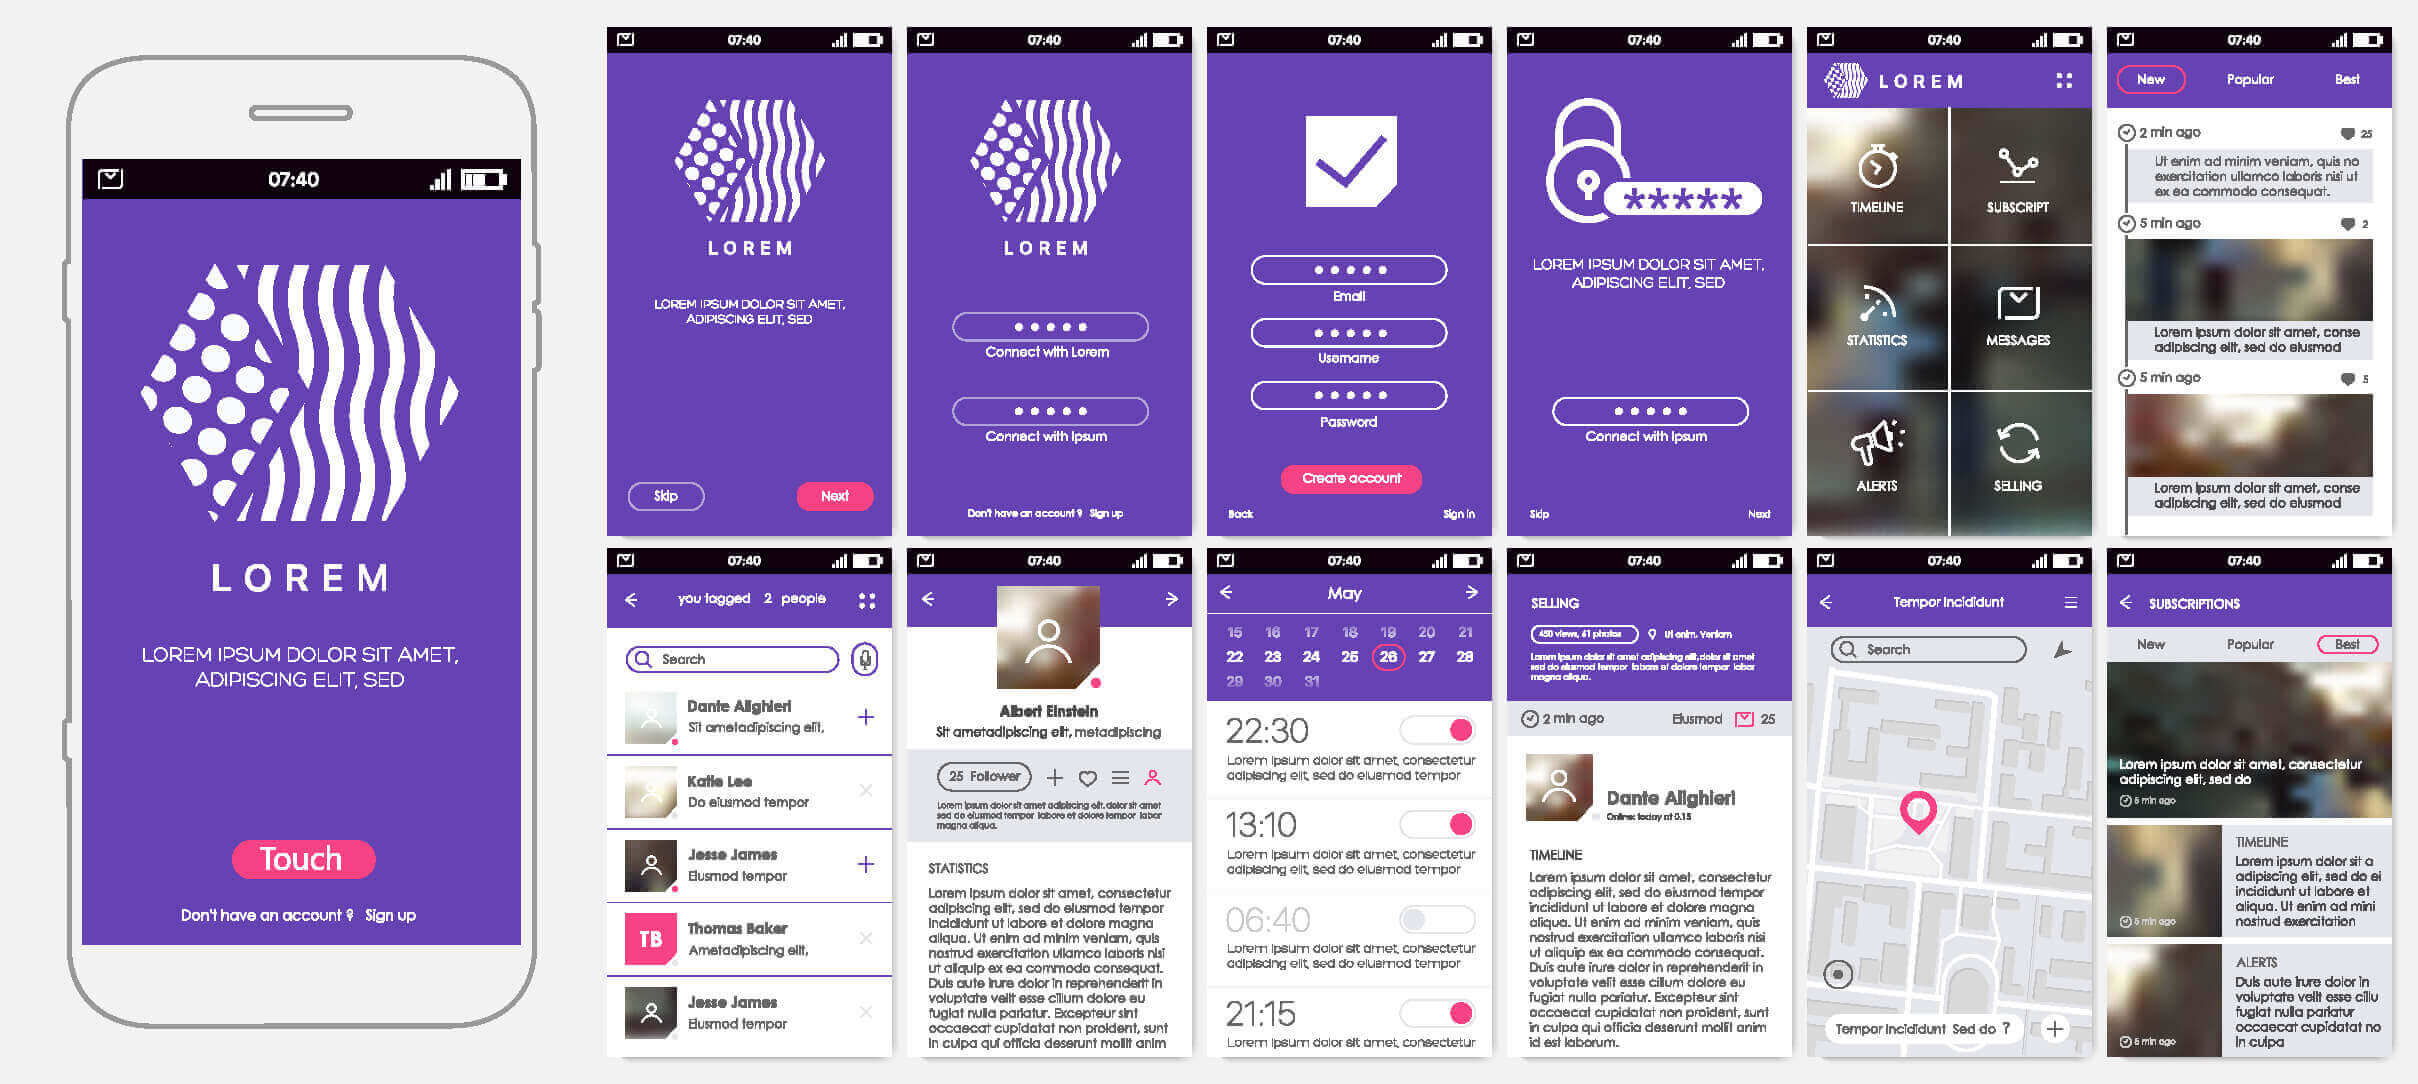 07:40
LOREM
LOREM IPSUM DOLOR SIT AMET,
ADIPISCING ELIT, SED
Touch
Don't have an account ? Sign up
07:40
LOREM
LOREM IPSUM DOLOR SIT AMET,
ADIPISCING ELIT, SED
Skip
Next
07:40
LOREM
Connect with Lorem
Connect with Ipsum
Don't have an account ? Sign up
07:40
Email
Username
Password
Create account
Back
Sign in
07:40
*****
LOREM IPSUM DOLOR SIT AMET,
ADIPISCING ELIT, SED
Connect with Ipsum
Skip
Next
07:40
LOREM
TIMELINE
SUBSCRIPT
STATISTICS
MESSAGES
ALERTS
SELLING
07:40
New
Popular
Best
2 min ago
25
Ut enim ad minim veniam, quis no
exercitation ullamco laboris nisi ut
ex ea commodo consequat.
5 min ago
2
Lorem ipsum dolor sit amet, conse
adipiscing elit, sed do eiusmod
5 min ago
5
Lorem ipsum dolor sit amet, conse
adipiscing elit, sed do eiusmod
07:40
you tagged 2 people
Search
Dante Alighieri
Sit ametadipiscing elit,
Katie Lee
Do eiusmod tempor
Jesse James
Eiusmod tempor
TB
Thomas Baker
Ametadipiscing elit,
Jesse James
Eiusmod tempor
07:40
Albert Einstein
Sit ametadipiscing elit, metadipiscing
25 Follower
Lorem ipsum dolor sit amet adipiscing elit, dolor sit amet
sed do eiusmod tempor labore et dolore tempor labor
magna aliqua.
STATISTICS
Lorem ipsum dolor sit amet, consectetur
adipiscing elit, sed do eiusmod tempor
incididunt ut labore et dolore magna
aliqua. Ut enim ad minim veniam, quis
nostrud exercitation ullamco laboris nisi
ut aliquip ex ea commodo consequat.
Duis aute irure dolor in reprehenderit in
voluptate velit esse cillum dolore eu
fugiat nulla pariatur. Excepteur sint
occaecat cupidatat non proident, sunt
in culpa qui officia deserunt mollit anim
07:40
May
15 16 17 18 19 20 21
22 23 24 25 26 27 28
29 30 31
22:30
Lorem ipsum dolor sit amet, consectetur
adipiscing elit, sed do eiusmod tempor
13:10
Lorem ipsum dolor sit amet, consectetur
adipiscing elit, sed do eiusmod tempor
06:40
Lorem ipsum dolor sit amet, consectetur
adipiscing elit, sed do eiusmod tempor
21:15
Lorem ipsum dolor sit amet, consectetur
07:40
SELLING
450 views, 61 photos
Ut enim, Veniam
Lorem ipsum dolor sit amet adipiscing elit, dolor sit amet
sed do eiusmod tempor labore et dolore tempor labor
magna aliqua.
2 min ago
Eiusmod
25
Dante Alighieri
Online: today at 0.15
TIMELINE
Lorem ipsum dolor sit amet, consectetur
adipiscing elit, sed do eiusmod tempor
incididunt ut labore et dolore magna
aliqua. Ut enim ad minim veniam, quis
nostrud exercitation ullamco laboris nisi
ut aliquip ex ea commodo consequat.
Duis aute irure dolor in reprehenderit in
voluptate velit esse cillum dolore eu
fugiat nulla pariatur. Excepteur sint
occaecat cupidatat non proident, sunt
in culpa qui officia deserunt mollit anim
id est laborum.
07:40
Tempor Incididunt
Search
Tempor Incididunt Sed do ?
07:40
SUBSCRIPTIONS
New
Popular
Best
Lorem ipsum dolor sit amet, consectetur
adipiscing elit, sed do
5 min ago
TIMELINE
Lorem ipsum dolor sit a
adipiscing elit, sed do ei
incididunt ut labore et
aliqua. Ut enim ad mini
nostrud exercitation
5 min ago
ALERTS
Duis aute irure dolor in
voluptate velit esse cillu
fugiat nulla pariatur.
occaecat cupidatat no
in culpa
5 min ago